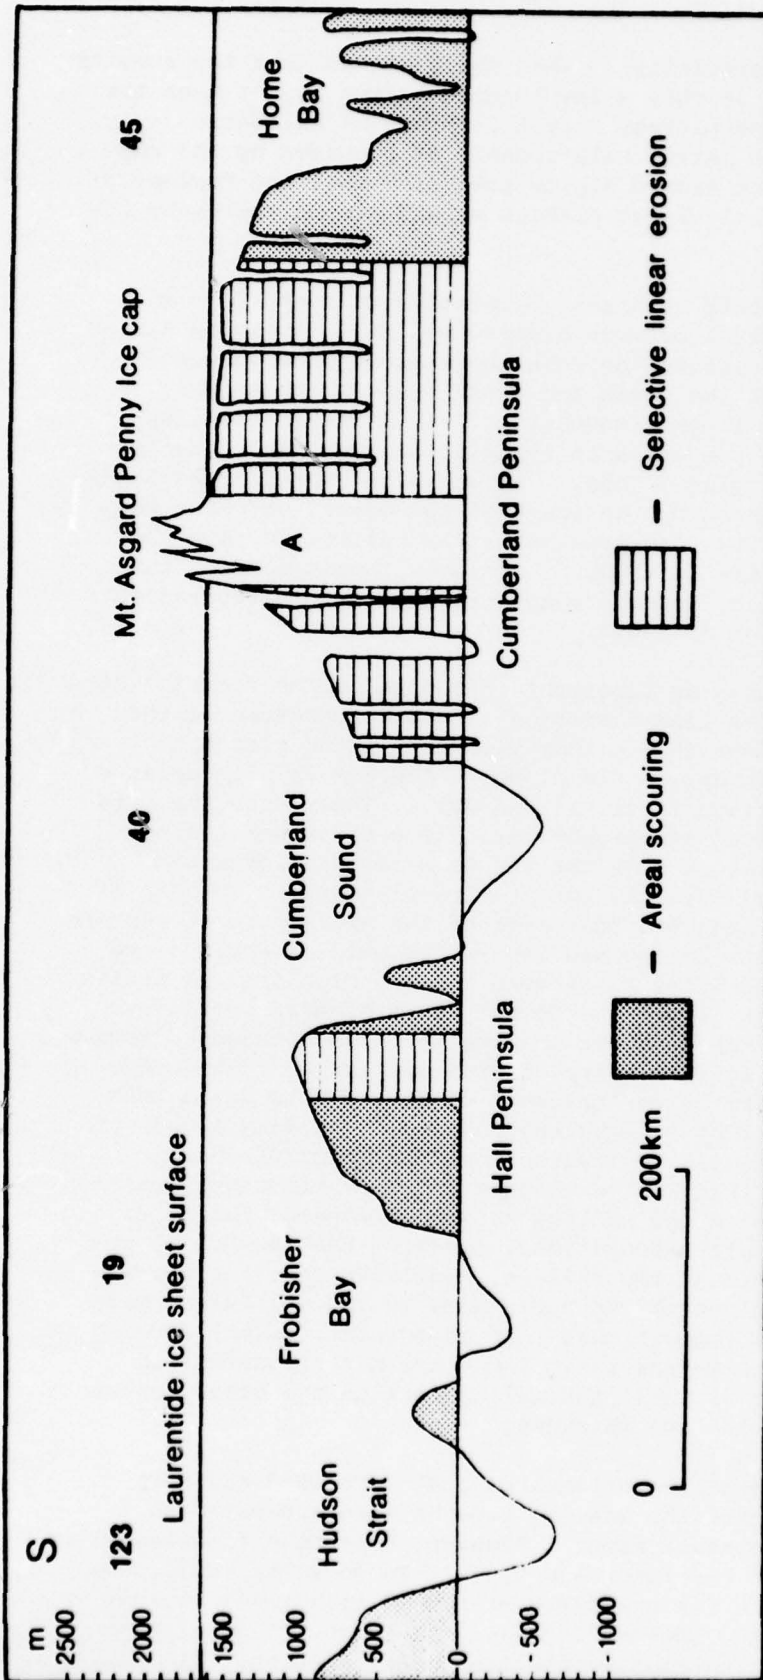 S
m
2500
2000
1500
1000
500
0
- 500
- 1000
123
19
40
45
Laurentide ice sheet surface
Mt. Asgard Penny Ice cap
Hudson
Strait
Frobisher
Bay
Cumberland
Sound
A
Home
Bay
Hall Peninsula
Cumberland Peninsula
0
200km
– Areal scouring
– Selective linear erosion